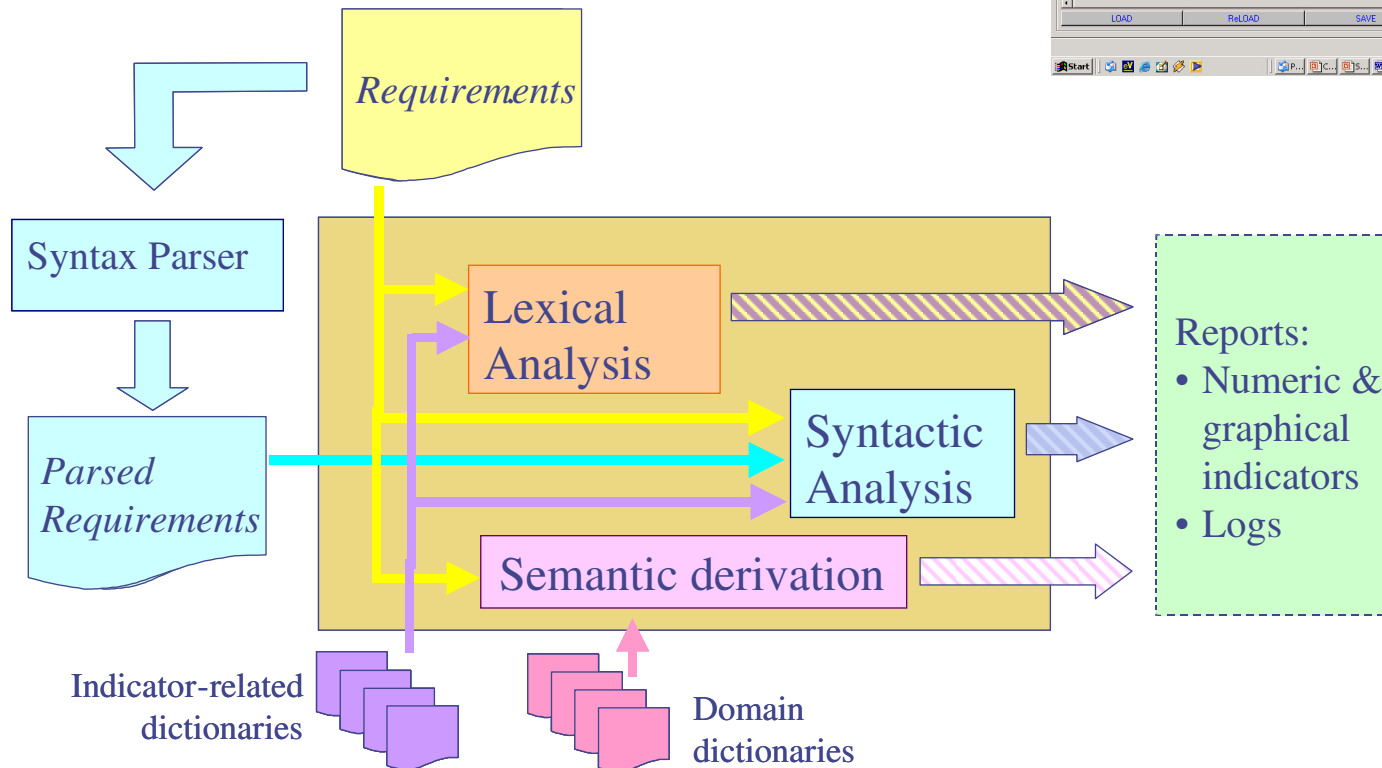 LOAD
ReLOAD
SAVE
Start
P...
C...
S...
Requirements
Syntax Parser
Lexical
Analysis
Syntactic
Analysis
Parsed
Requirements
Semantic derivation
Reports:
• Numeric &
graphical
indicators
• Logs
Indicator-related
dictionaries
Domain
dictionaries